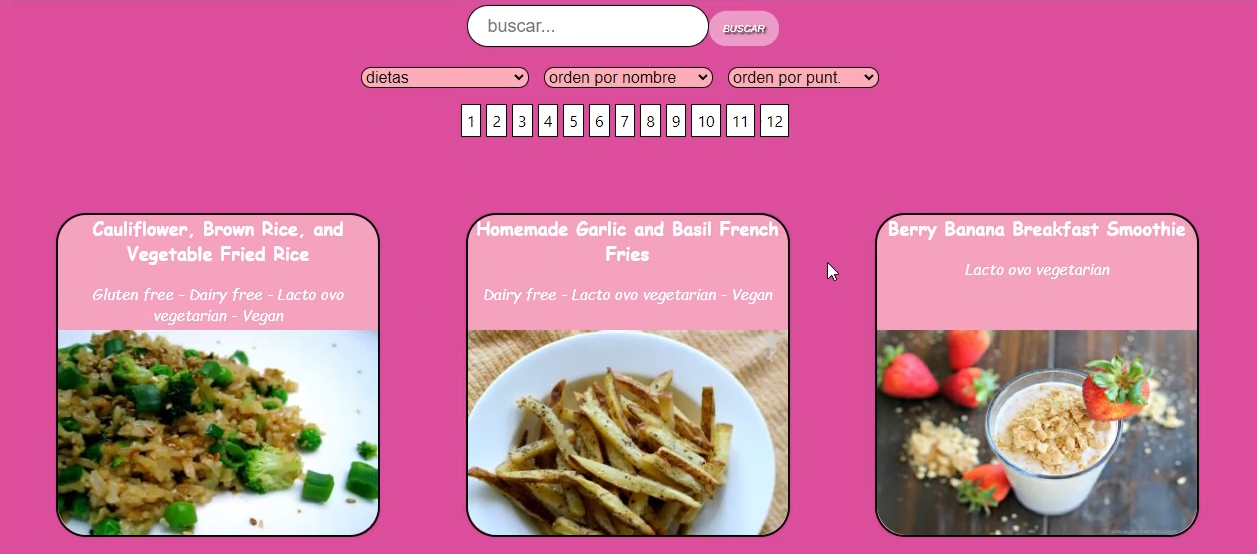 buscar...
BUSCAR
dietas
orden por nombre
orden por punt.
1 2 3 4 5 6 7 8 9 10 11 12
Cauliflower, Brown Rice, and
Vegetable Fried Rice
Gluten free - Dairy free - Lacto ovo
vegetarian - Vegan
Homemade Garlic and Basil French
Fries
Dairy free - Lacto ovo vegetarian - Vegan
Berry Banana Breakfast Smoothie
Lacto ovo vegetarian